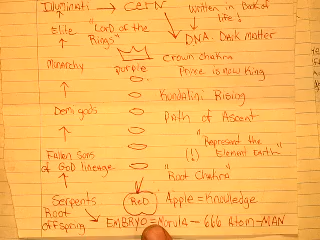 Illuminati → CERN written in Book of life!
Elite "Lord of the Rings"
DNA - Dark matter
Monarchy purple crown chakra
Prince is now King
Demi gods Kundalini Rising
Path of Ascent
"Represent the
(!) Element Earth"
Fallen Sons
of GOD lineage
"Root Chakra"
Serpents RED Apple = Knowledge
Root
offspring EMBRYO = Morula - 666 Atom - MAN